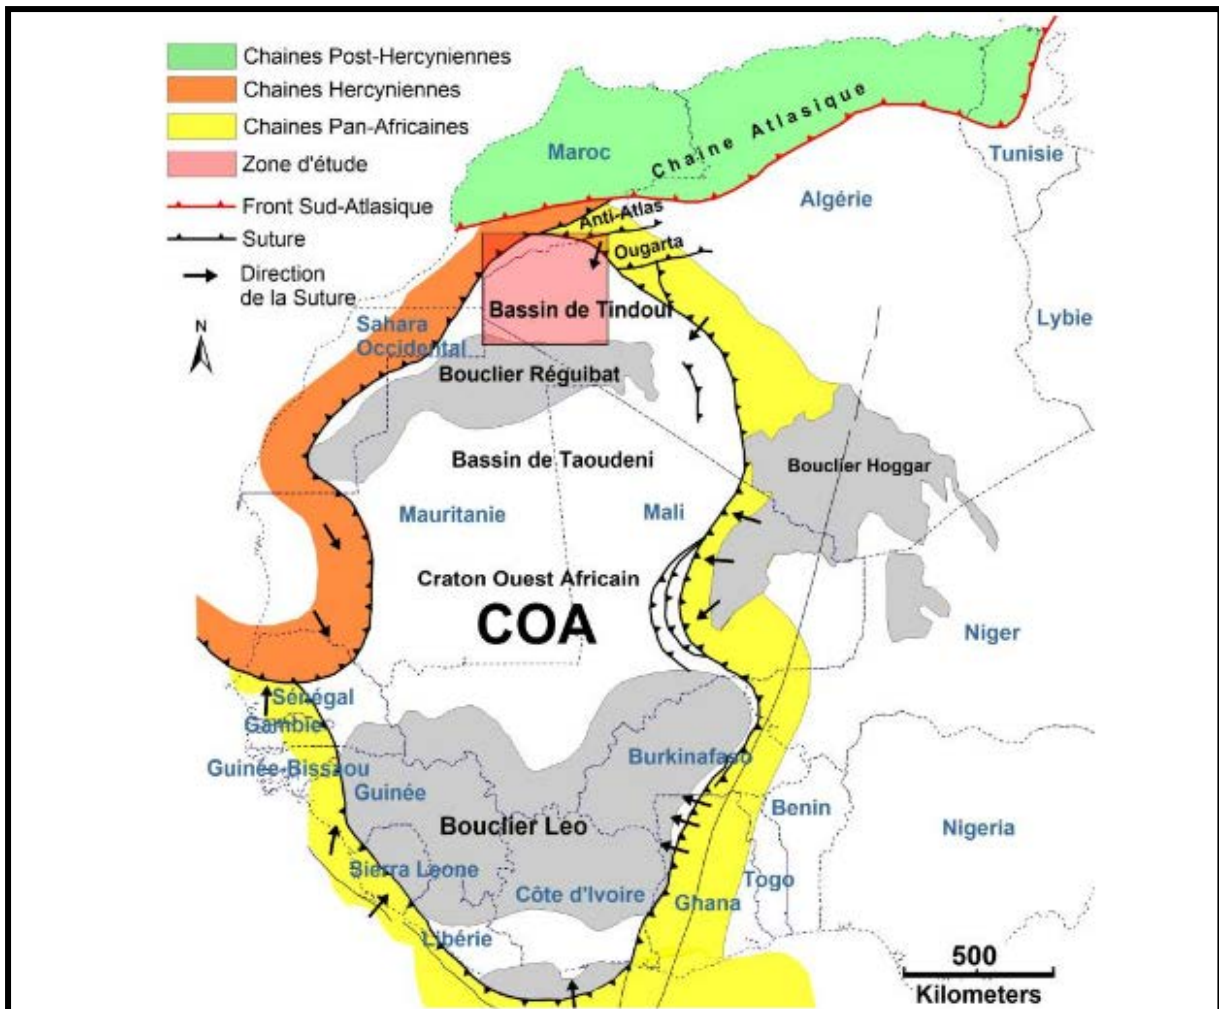 Chaines Post-Hercyniennes
Chaines Hercyniennes
Chaines Pan-Africaines
Zone d'étude
Front Sud-Atlasique
Suture
Direction
de la Suture
N
Chaine Atlasique
Maroc
Tunisie
Algérie
Anti-Atlas
Ougarta
Bassin de Tindouf
Lybie
Sahara
Occidental
Bouclier Réguibat
Bassin de Taoudeni
Bouclier Hoggar
Mauritanie
Mali
Craton Ouest Africain
COA
Niger
Sénégal
Gambie
Guinée-Bissaou
Guinée
Burkinafaso
Benin
Bouclier Leo
Nigeria
Sierra Leone
Côte d'Ivoire
Ghana
Togo
Libérie
500
Kilometers